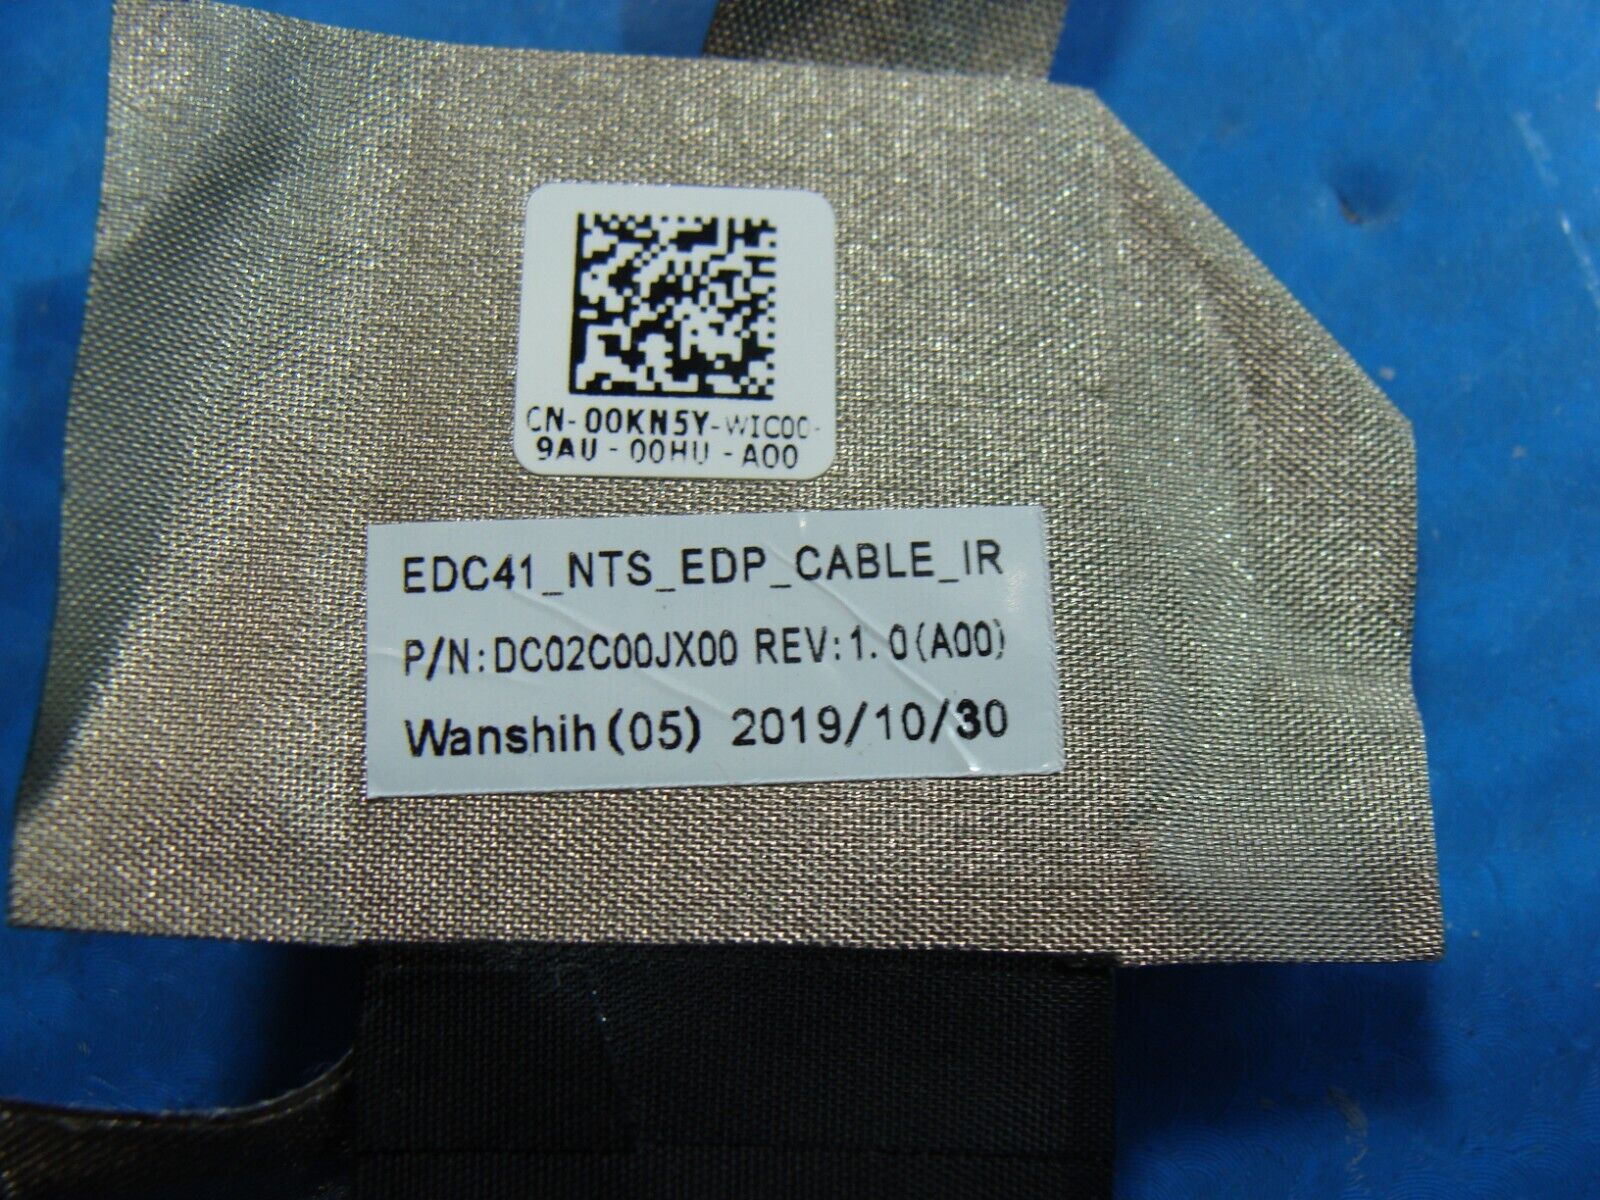 CN-00KN5Y-WIC00-
9AU-00HU-A00
EDC41_NTS_EDP_CABLE_IR
P/N:DC02C00JX00 REV:1.0(A00)
Wanshih(05) 2019/10/30